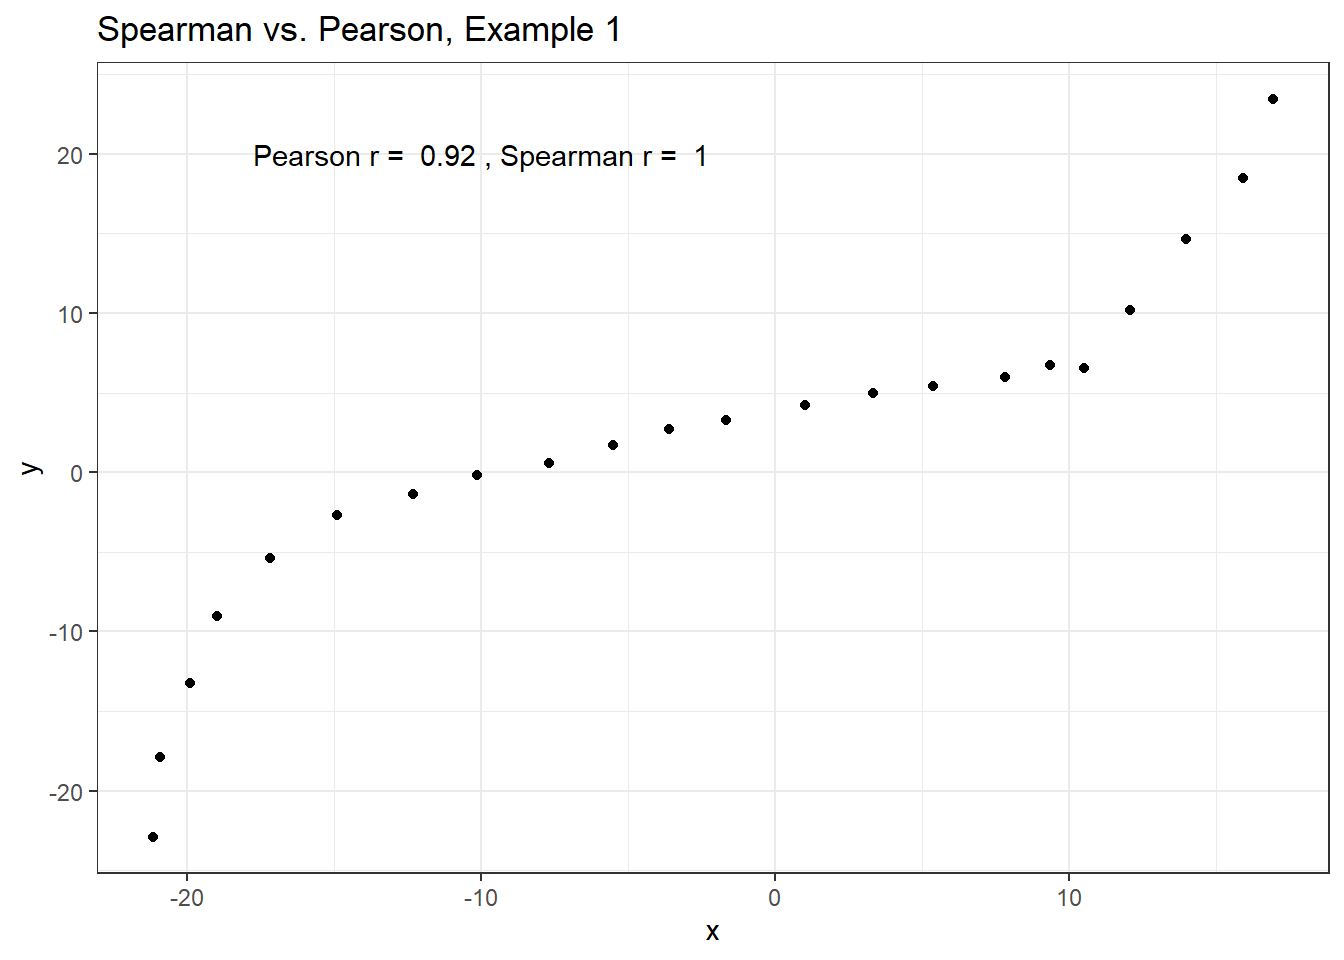 Spearman vs. Pearson, Example 1
Pearson r =  0.92 , Spearman r =  1
20
10
0
-10
-20
y
-20
-10
0
10
x